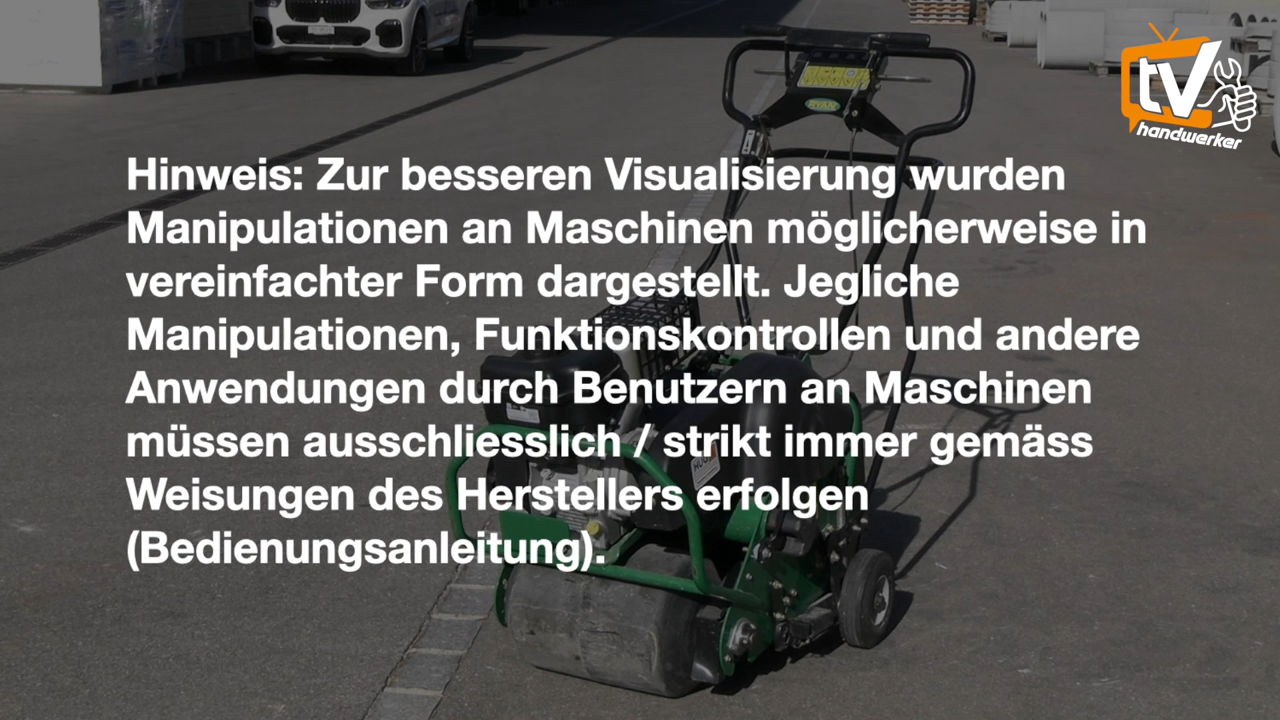 tv
handwerker
RYAN
Hinweis: Zur besseren Visualisierung wurden
Manipulationen an Maschinen möglicherweise in
vereinfachter Form dargestellt. Jegliche
Manipulationen, Funktionskontrollen und andere
Anwendungen durch Benutzern an Maschinen
müssen ausschliesslich / strikt immer gemäss
Weisungen des Herstellers erfolgen
(Bedienungsanleitung).